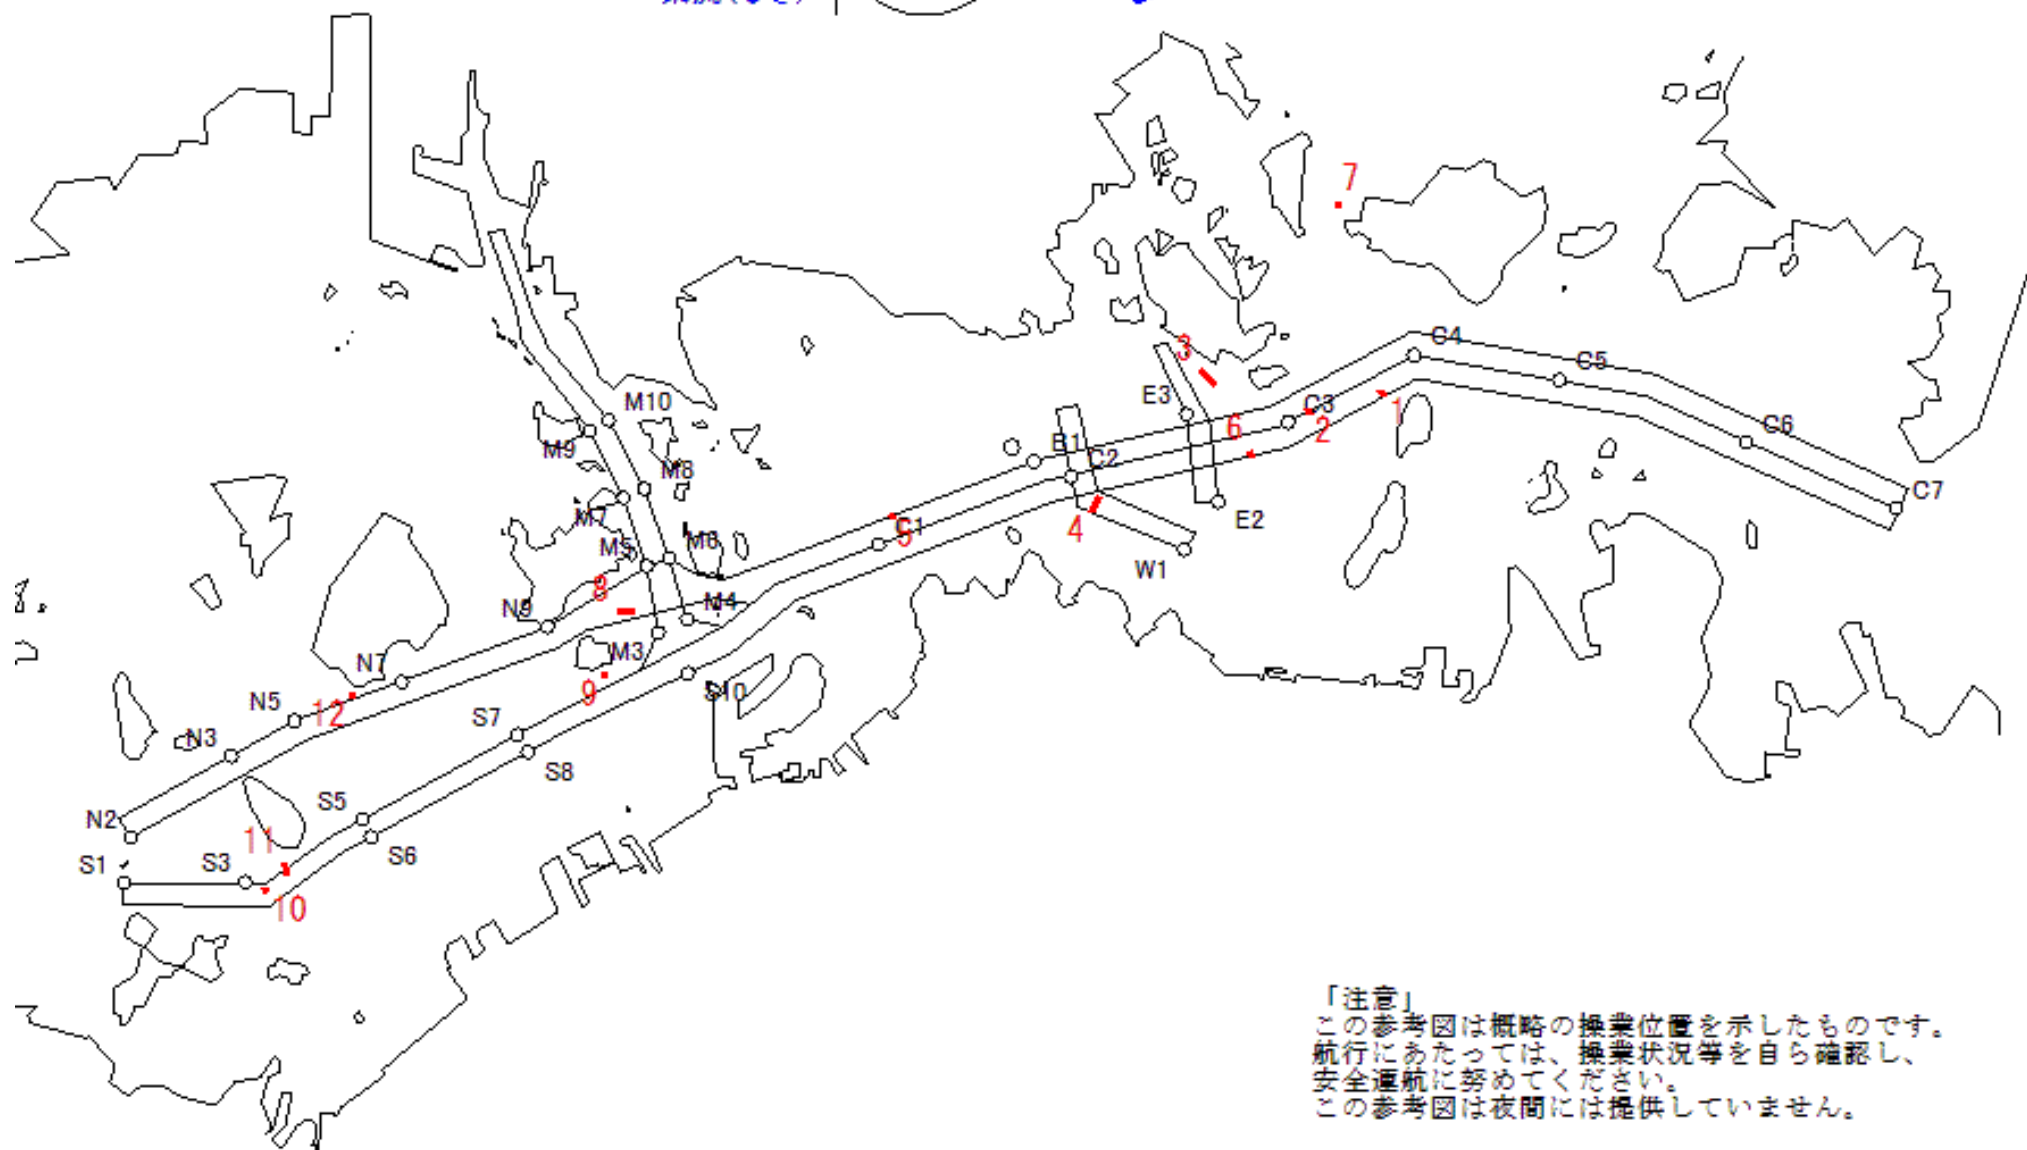 7
C4
C5
3
1
M10
E3
C3
6
2
C6
M9
B1
M8
C2
C7
M7
C1
5
4
E2
M5
M6
W1
8
N9
M4
M3
N7
9
S10
N5
12
S7
N3
S8
S5
N2
11
S6
S1
S3
10
「注意」
この参考図は概略の操業位置を示したものです。
航行にあたっては、操業状況等を自ら確認し、
安全運航に努めてください。
この参考図は夜間には提供していません。